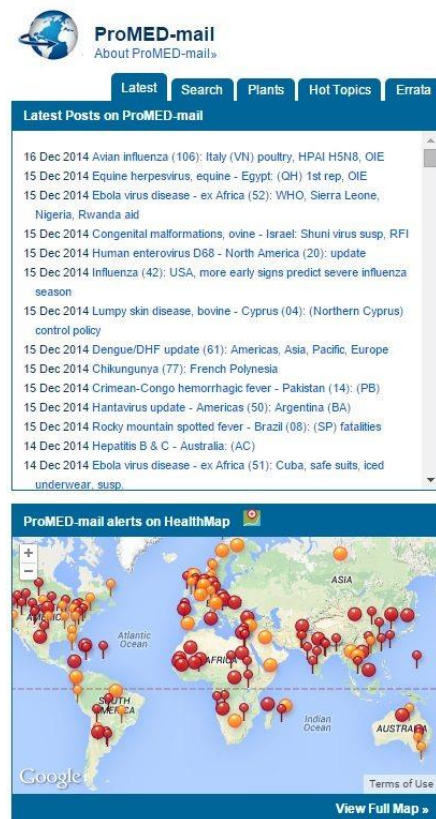 ProMED-mail
About ProMED-mail»
Latest
Search
Plants
Hot Topics
Errata
Latest Posts on ProMED-mail
16 Dec 2014 Avian influenza (106): Italy (VN) poultry, HPAI H5N8, OIE
15 Dec 2014 Equine herpesvirus, equine - Egypt: (QH) 1st rep, OIE
15 Dec 2014 Ebola virus disease - ex Africa (52): WHO, Sierra Leone,
Nigeria, Rwanda aid
15 Dec 2014 Congenital malformations, ovine - Israel: Shuni virus susp, RFI
15 Dec 2014 Human enterovirus D68 - North America (20): update
15 Dec 2014 Influenza (42): USA, more early signs predict severe influenza
season
15 Dec 2014 Lumpy skin disease, bovine - Cyprus (04): (Northern Cyprus)
control policy
15 Dec 2014 Dengue/DHF update (61): Americas, Asia, Pacific, Europe
15 Dec 2014 Chikungunya (77): French Polynesia
15 Dec 2014 Crimean-Congo hemorrhagic fever - Pakistan (14): (PB)
15 Dec 2014 Hantavirus update - Americas (50): Argentina (BA)
15 Dec 2014 Rocky mountain spotted fever - Brazil (08): (SP) fatalities
14 Dec 2014 Hepatitis B & C - Australia: (AC)
14 Dec 2014 Ebola virus disease - ex Africa (51): Cuba, safe suits, iced
underwear, susp.
ProMED-mail alerts on HealthMap
+
−
ASIA
Atlantic
Ocean
AFRICA
SOUTH
AMERICA
Indian
Ocean
AUSTRALIA
Google
Terms of Use
View Full Map »